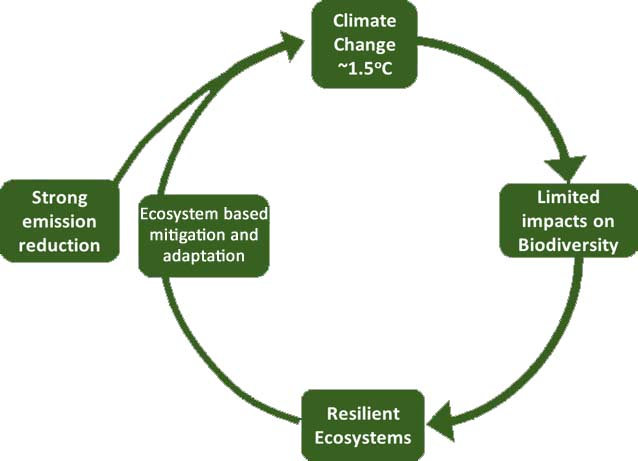 Climate
Change
~1.5°C
Strong
emission
reduction
Ecosystem based
mitigation and
adaptation
Limited
impacts on
Biodiversity
Resilient
Ecosystems